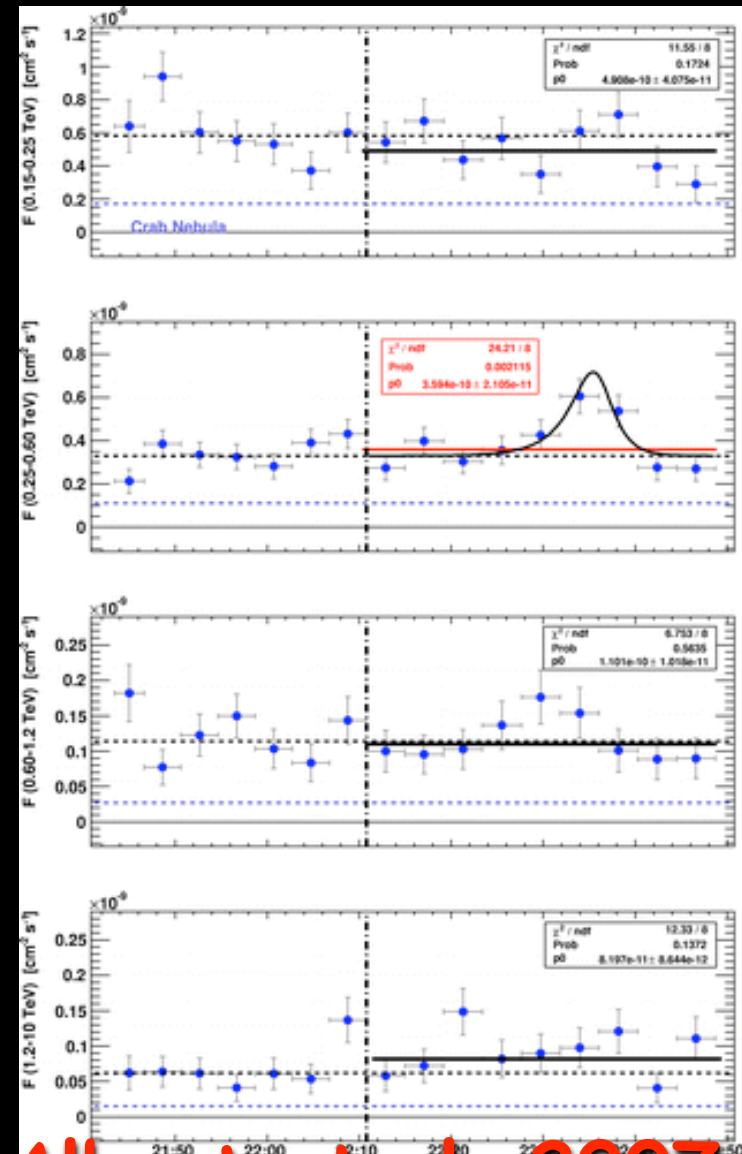 ×10⁻⁹
F (0.15-0.25 TeV) [cm⁻² s⁻¹]
1.2
1
0.8
0.6
0.4
0.2
0
χ² / ndf 11.55 / 8
Prob 0.1724
p0 4.908e-10 ± 4.075e-11
Crab Nebula
×10⁻⁹
F (0.25-0.60 TeV) [cm⁻² s⁻¹]
0.8
0.6
0.4
0.2
0
χ² / ndf 24.21 / 8
Prob 0.002115
p0 3.594e-10 ± 2.105e-11
×10⁻⁹
F (0.60-1.2 TeV) [cm⁻² s⁻¹]
0.25
0.2
0.15
0.1
0.05
0
χ² / ndf 6.753 / 8
Prob 0.5635
p0 1.101e-10 ± 1.018e-11
×10⁻⁹
F (1.2-10 TeV) [cm⁻² s⁻¹]
0.25
0.2
0.15
0.1
0.05
0
χ² / ndf 12.33 / 8
Prob 0.1372
p0 8.197e-11 ± 8.644e-12
21:50 22:00